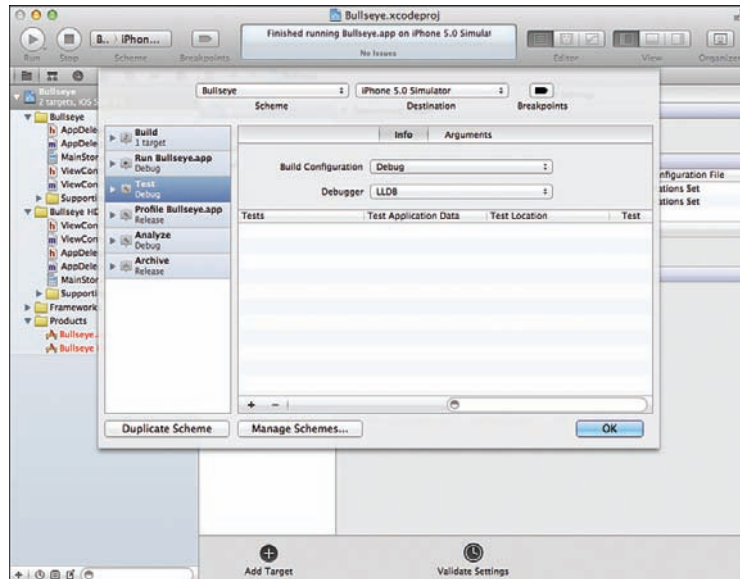 Bullseye.xcodeproj
B.. iPhon...
Finished running Bullseye.app on iPhone 5.0 Simulat
No Issues
Run Stop Scheme Breakpoints Editor View Organizer
Bullseye Scheme
iPhone 5.0 Simulator Destination
Breakpoints
Bullseye
2 targets, iOS S
Bullseye
h AppDele
m AppDele
MainStor
h ViewCon
m ViewCon
Supporti
Bullseye HD
h ViewCon
m ViewCon
h AppDele
m AppDele
MainStor
Supporti
Framework
Products
Bullseye.
Bullseye
Build
1 target
Run Bullseye.app
Debug
Test
Debug
Profile Bullseye.app
Release
Analyze
Debug
Archive
Release
Info Arguments
Build Configuration Debug
Debugger LLDB
Tests Test Application Data Test Location Test
+ −
Duplicate Scheme Manage Schemes... OK
nfiguration File
ations Set
ations Set
Add Target Validate Settings